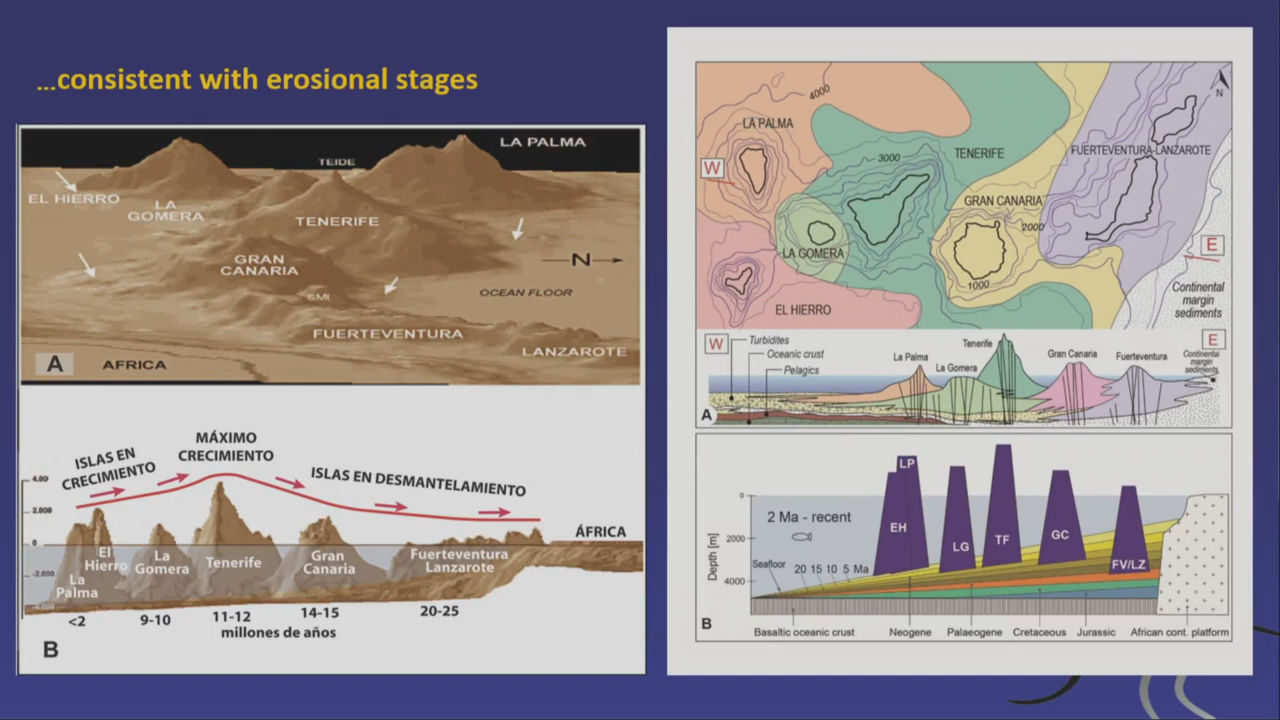 ...consistent with erosional stages
LA PALMA
TEIDE
EL HIERRO
LA
GOMERA
TENERIFE
GRAN
CANARIA
N
OCEAN FLOOR
SMI
FUERTEVENTURA
LANZAROTE
A
AFRICA
ISLAS EN
CRECIMIENTO
MÁXIMO
CRECIMIENTO
ISLAS EN DESMANTELAMIENTO
2.000
0
-2.000
ÁFRICA
El
Hierro
La
Palma
La
Gomera
Tenerife
Gran
Canaria
Fuerteventura
Lanzarote
<2
9-10
11-12
14-15
20-25
millones de años
B
4000
N
LA PALMA
W
3000
TENERIFE
FUERTEVENTURA-LANZAROTE
GRAN CANARIA
2000
E
LA GOMERA
1000
Continental
margin
sediments
EL HIERRO
W
Turbidites
Oceanic crust
Pelagics
La Palma
La Gomera
Tenerife
Gran Canaria
Fuerteventura
E
Continental
margin
sediments
A
LP
EH
LG
TF
GC
FV/LZ
2 Ma - recent
Depth [m]
0
2000
4000
Seafloor
20 15 10 5 Ma
B
Basaltic oceanic crust
Neogene
Palaeogene
Cretaceous
Jurassic
African cont. platform